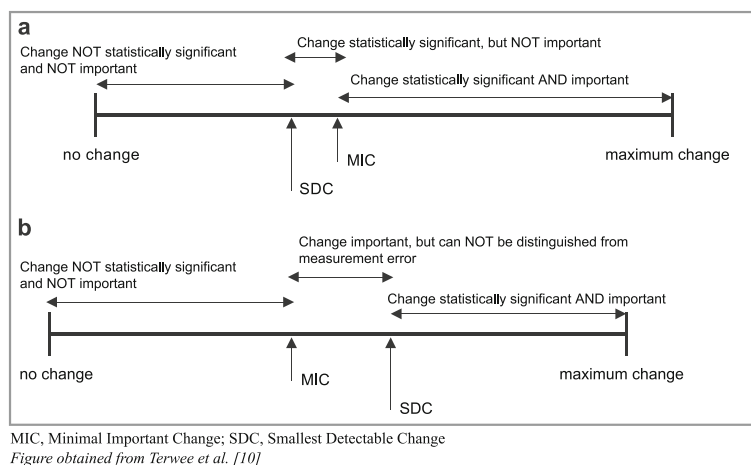 a
Change NOT statistically significant
and NOT important
Change statistically significant, but NOT important
Change statistically significant AND important
no change
SDC
MIC
maximum change
b
Change NOT statistically significant
and NOT important
Change important, but can NOT be distinguished from
measurement error
Change statistically significant AND important
no change
MIC
SDC
maximum change
MIC, Minimal Important Change; SDC, Smallest Detectable Change
Figure obtained from Terwee et al. [10]